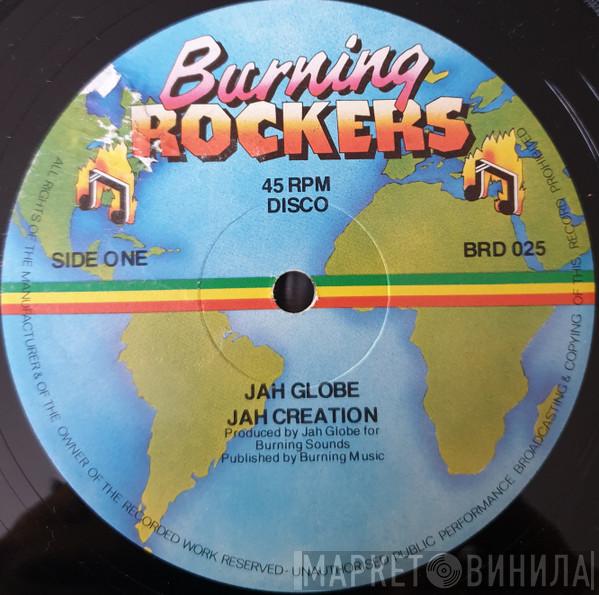 Burning
ROCKERS
45 RPM
DISCO
SIDE ONE
BRD 025
JAH GLOBE
JAH CREATION
Produced by Jah Globe for
Burning Sounds
Published by Burning Music
ALL RIGHTS OF THE MANUFACTURER & OF THE OWNER OF THE RECORDED WORK RESERVED - UNAUTHORISED PUBLIC PERFORMANCE BROADCASTING & COPYING OF THIS RECORD PROHIBITED
МАРКЕТ ВИНИЛА